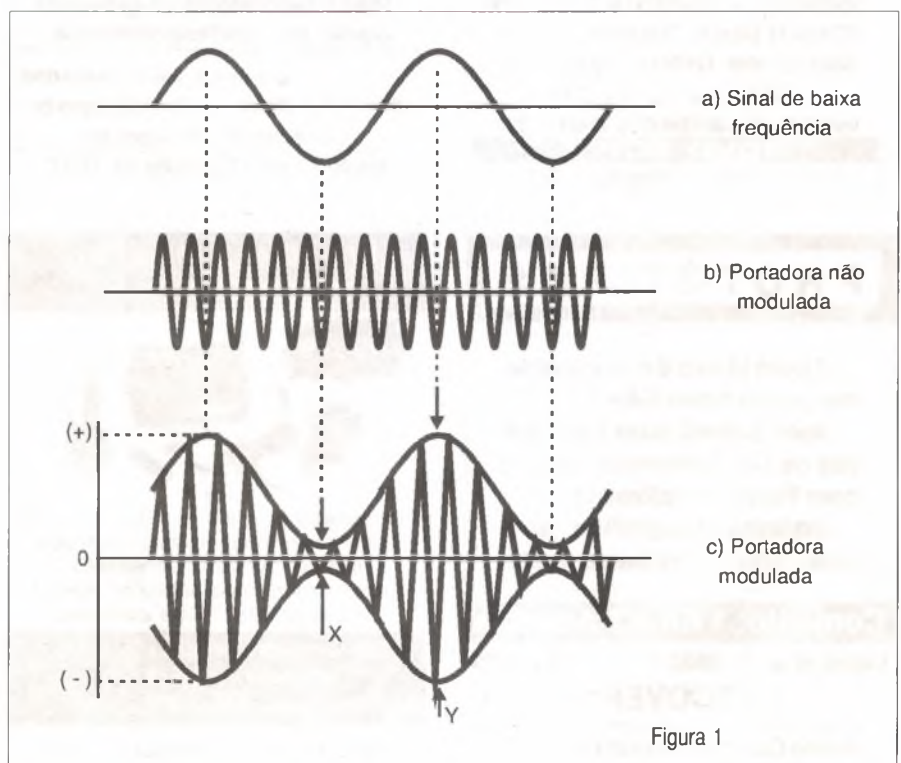 a) Sinal de baixa
frequência
b) Portadora não
modulada
(+)
0
c) Portadora
modulada
X
(-)
Y
Figura 1